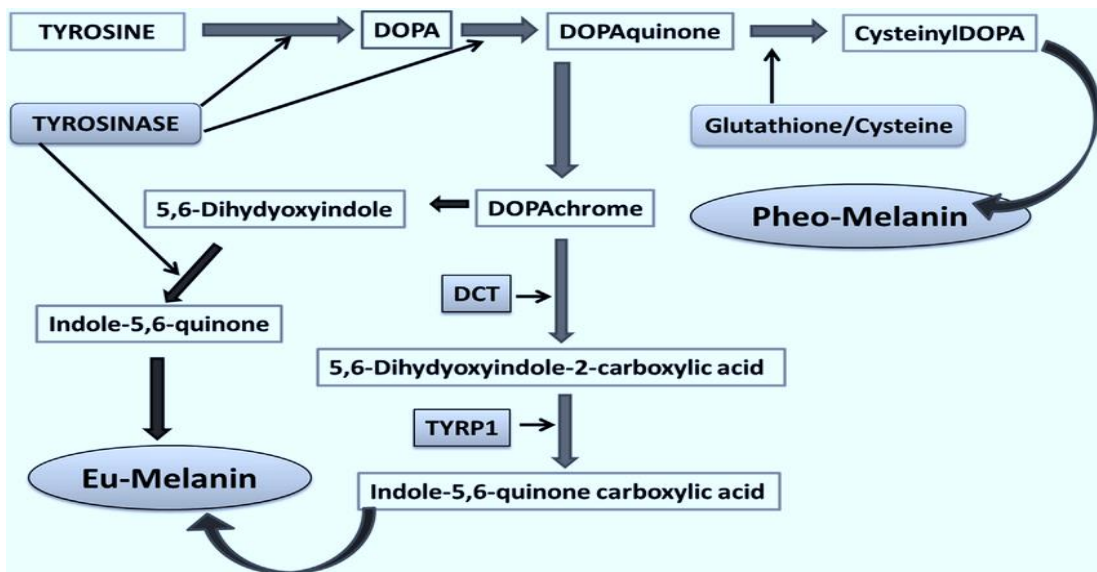 TYROSINE
DOPA
DOPAquinone
CysteinylDOPA
TYROSINASE
Glutathione/Cysteine
5,6-Dihydyoxyindole
DOPAchrome
Pheo-Melanin
DCT
Indole-5,6-quinone
5,6-Dihydyoxyindole-2-carboxylic acid
TYRP1
Eu-Melanin
Indole-5,6-quinone carboxylic acid